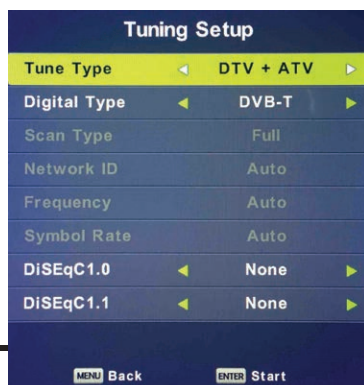 Tuning Setup
Tune Type DTV + ATV
Digital Type DVB-T
Scan Type Full
Network ID Auto
Frequency Auto
Symbol Rate Auto
DiSEqC1.0 None
DiSEqC1.1 None
MENU Back ENTER Start